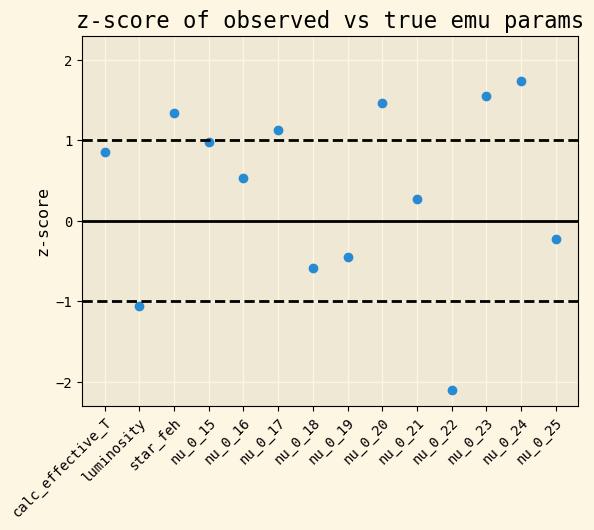 z-score of observed vs true emu params
z-score
2
1
0
−1
−2
calc_effective_T
luminosity
star_feh
nu_0_15
nu_0_16
nu_0_17
nu_0_18
nu_0_19
nu_0_20
nu_0_21
nu_0_22
nu_0_23
nu_0_24
nu_0_25